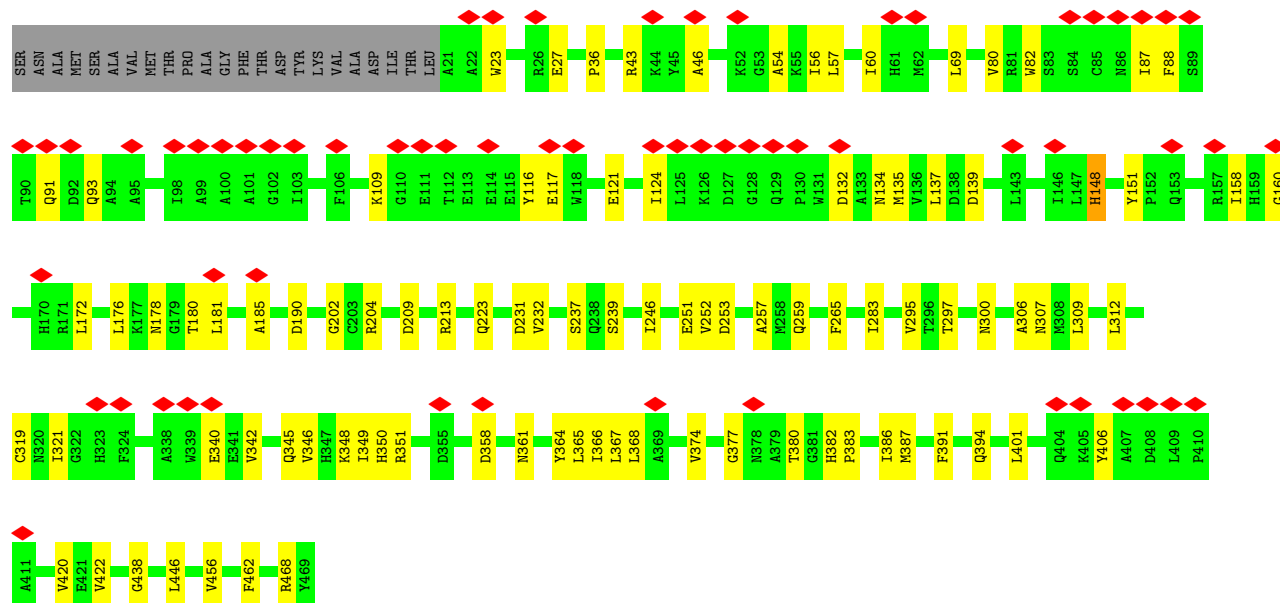 SER ASN ALA MET SER ALA VAL MET THR PRO ALA GLY PHE THR ASP TYR LYS VAL ALA ASP ILE THR LEU A21 A22 W23 R26 E27 P36 R43 K44 Y45 A46 K52 G53 A54 K55 I56 L57 I60 H61 M62 L69 V80 R81 W82 S83 S84 C85 N86 I87 F88 S89
T90 Q91 D92 Q93 A94 A95 I98 A99 A100 A101 G102 I103 F106 K109 G110 E111 T112 E113 E114 E115 Y116 E117 W118 E121 I124 L125 K126 D127 G128 Q129 P130 W131 D132 A133 N134 M135 V136 L137 D138 D139 L143 I146 L147 H148 Y151 P152 Q153 R157 I158 H159 G160
H170 R171 L172 L176 K177 N178 G179 T180 L181 A185 D190 G202 C203 R204 D209 R213 Q223 D231 V232 S237 Q238 S239 I246 E251 V252 D253 A257 M258 Q259 F265 I283 V295 T296 T297 N300 A306 N307 M308 L309 L312
C319 N320 I321 G322 H323 F324 A338 W339 E340 E341 V342 Q345 V346 H347 K348 I349 H350 R351 D355 D358 N361 Y364 L365 I366 L367 L368 A369 V374 G377 N378 A379 T380 G381 H382 P383 I386 M387 F391 Q394 L401 Q404 K405 Y406 A407 D408 L409 P410
A411 V420 E421 V422 G438 L446 V456 F462 R468 Y469